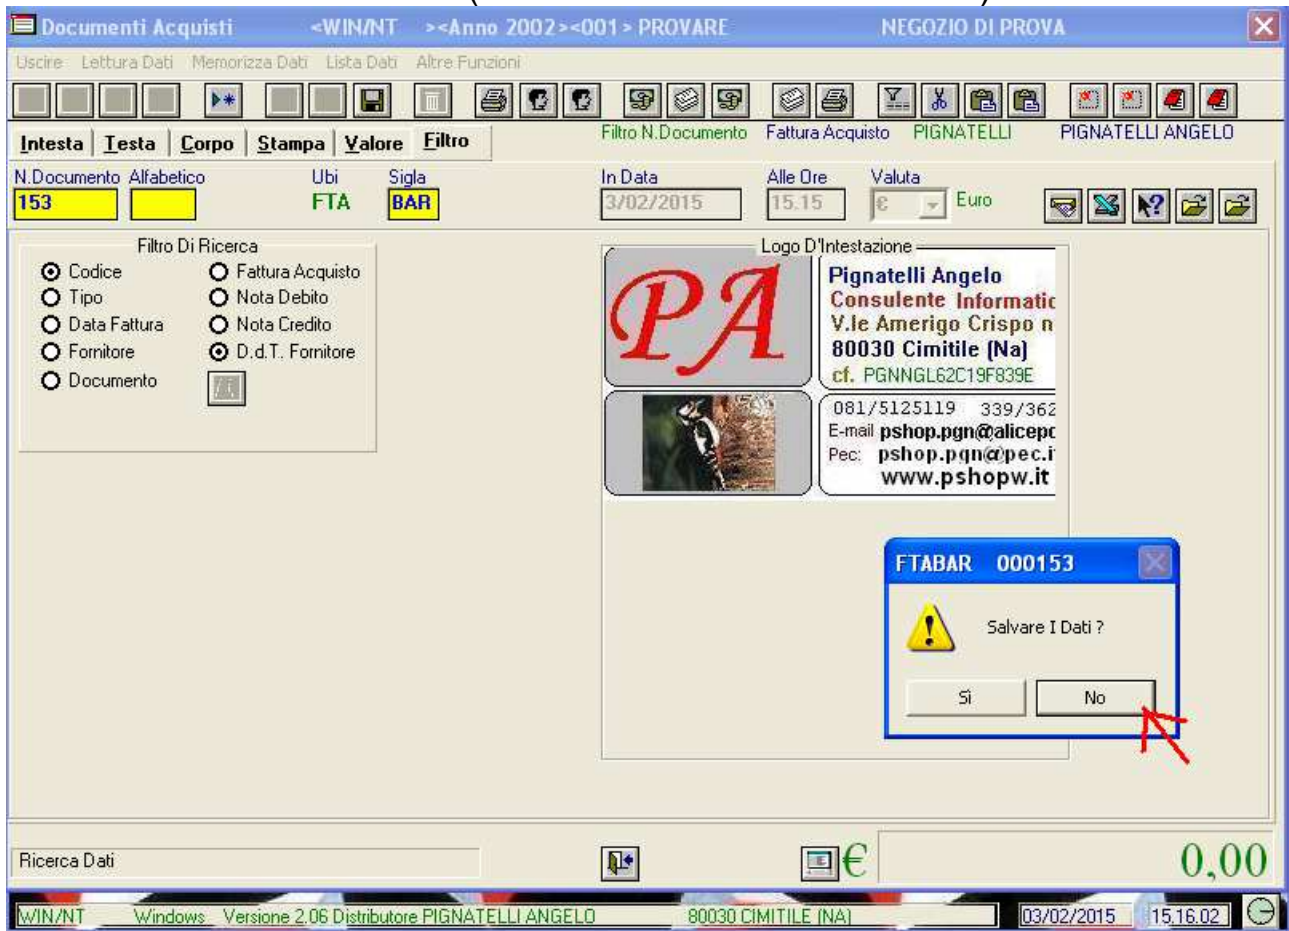 Documenti Acquisti <WIN/NT ><Anno 2002><001> PROVARE NEGOZIO DI PROVA
Uscire Lettura Dati Memorizza Dati Lista Dati Altre Funzioni
Intesta Testa Corpo Stampa Valore Filtro
Filtro N.Documento Fattura Acquisto PIGNATELLI PIGNATELLI ANGELO
N.Documento Alfabetico Ubi Sigla In Data Alle Ore Valuta
153 FTA BAR 3/02/2015 15.15 € Euro
Filtro Di Ricerca
Codice Fattura Acquisto
Tipo Nota Debito
Data Fattura Nota Credito
Fornitore D.d.T. Fornitore
Documento
Logo D'Intestazione
PA
Pignatelli Angelo
Consulente Informatic
V.le Amerigo Crispo n
80030 Cimitile (Na)
cf. PGNNGL62C19F839E
081/5125119 339/362
E-mail pshop.pgn@alicepc
Pec: pshop.pgn@pec.i
www.pshopw.it
FTABAR 000153
Salvare I Dati ?
Sì No
Ricerca Dati
€ 0,00
WIN/NT Windows Versione 2.06 Distributore PIGNATELLI ANGELO 80030 CIMITILE (NA) 03/02/2015 15.16.02